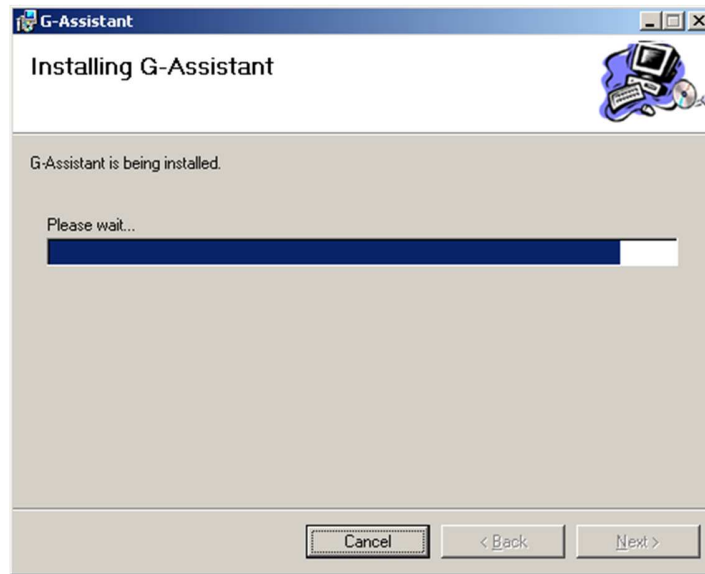 G-Assistant
Installing G-Assistant
G-Assistant is being installed.
Please wait...
Cancel
< Back
Next >